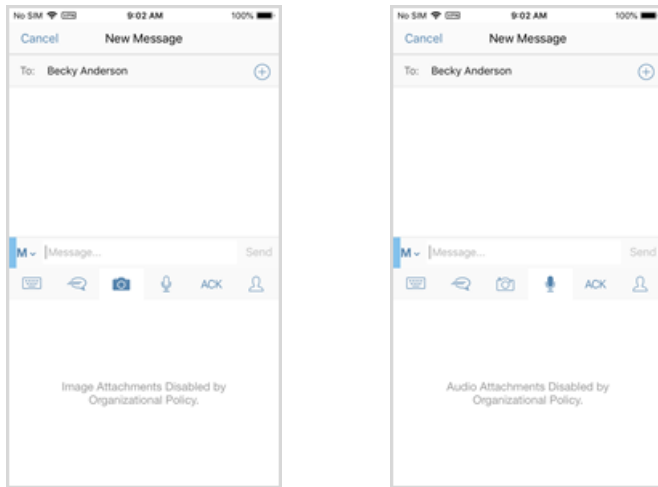 No SIM VPN 9:02 AM 100%
Cancel New Message
To: Becky Anderson
M Message... Send
ACK
Image Attachments Disabled by
Organizational Policy.
No SIM VPN 9:02 AM 100%
Cancel New Message
To: Becky Anderson
M Message... Send
ACK
Audio Attachments Disabled by
Organizational Policy.